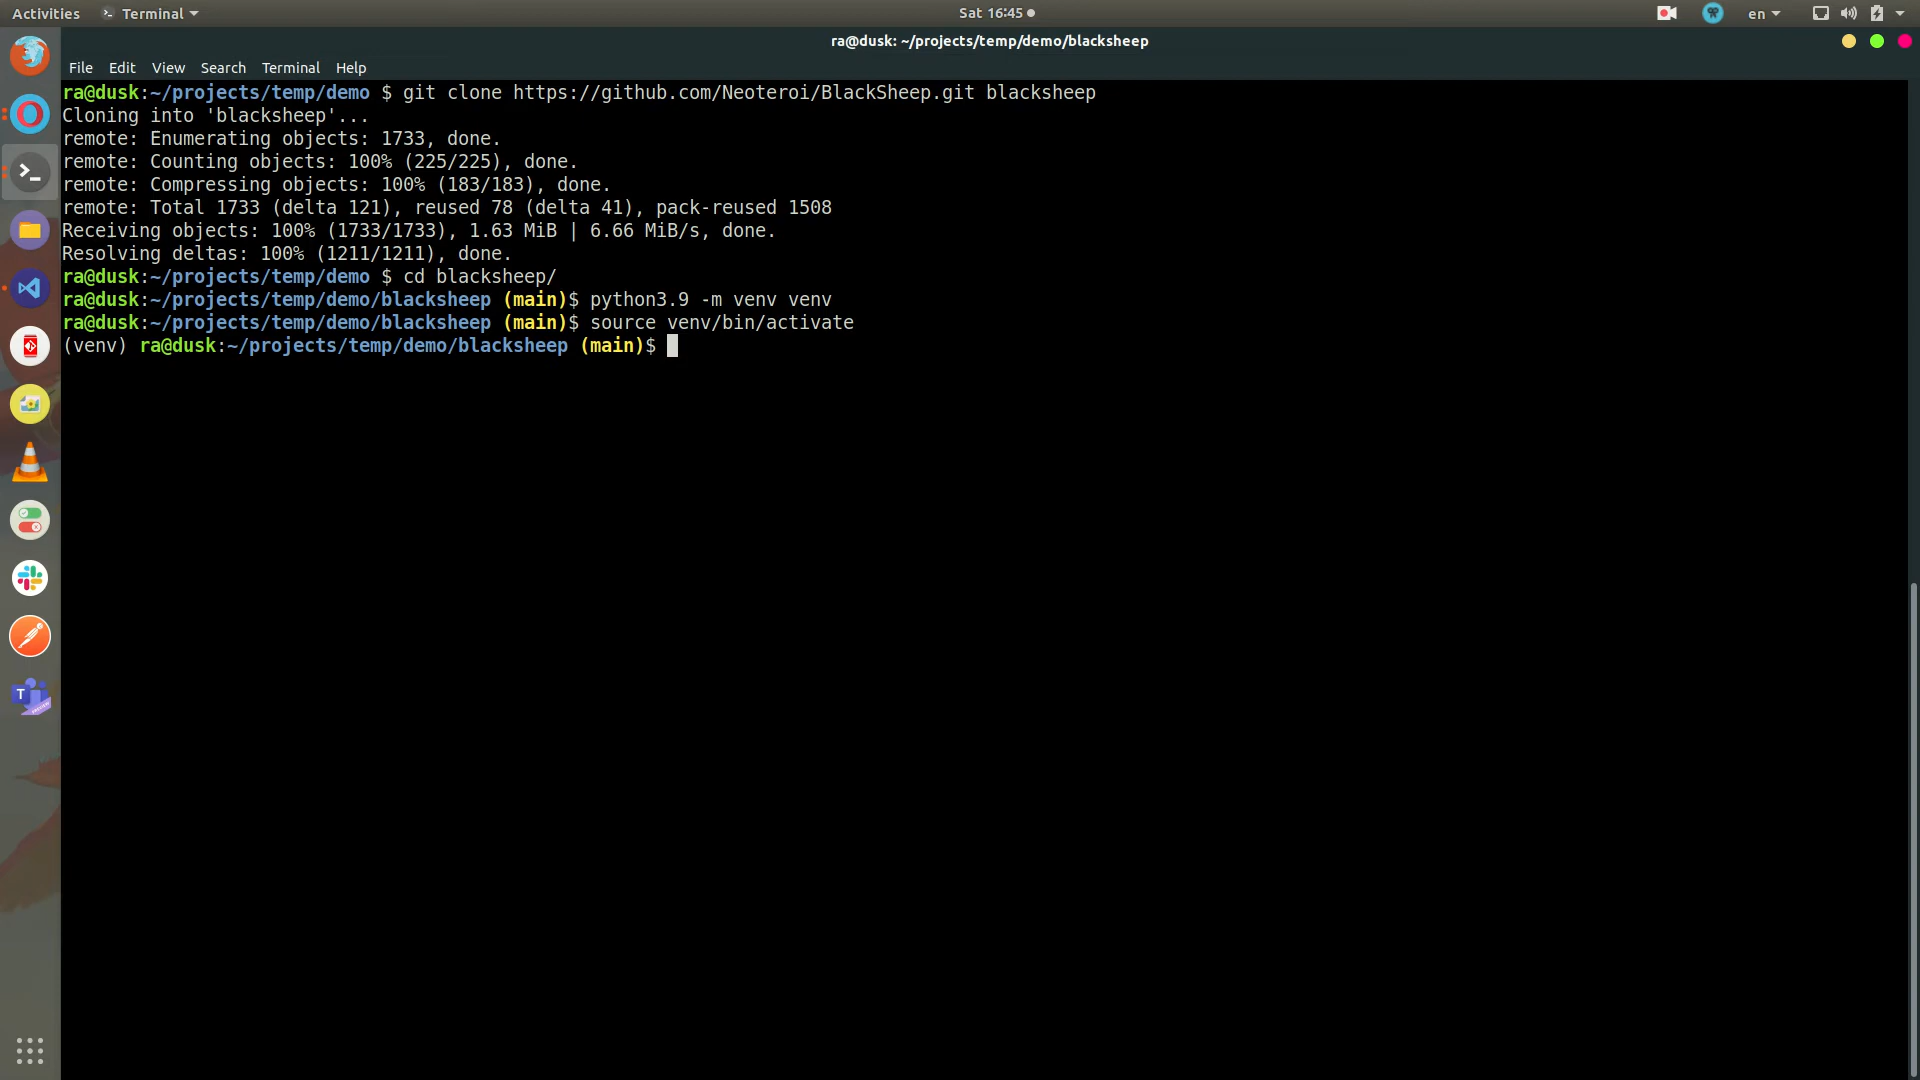 Activities Terminal Sat 16:45 en
ra@dusk: ~/projects/temp/demo/blacksheep
File Edit View Search Terminal Help
ra@dusk:~/projects/temp/demo $ git clone https://github.com/Neoteroi/BlackSheep.git blacksheep
Cloning into 'blacksheep'...
remote: Enumerating objects: 1733, done.
remote: Counting objects: 100% (225/225), done.
remote: Compressing objects: 100% (183/183), done.
remote: Total 1733 (delta 121), reused 78 (delta 41), pack-reused 1508
Receiving objects: 100% (1733/1733), 1.63 MiB | 6.66 MiB/s, done.
Resolving deltas: 100% (1211/1211), done.
ra@dusk:~/projects/temp/demo $ cd blacksheep/
ra@dusk:~/projects/temp/demo/blacksheep (main)$ python3.9 -m venv venv
ra@dusk:~/projects/temp/demo/blacksheep (main)$ source venv/bin/activate
(venv) ra@dusk:~/projects/temp/demo/blacksheep (main)$
T